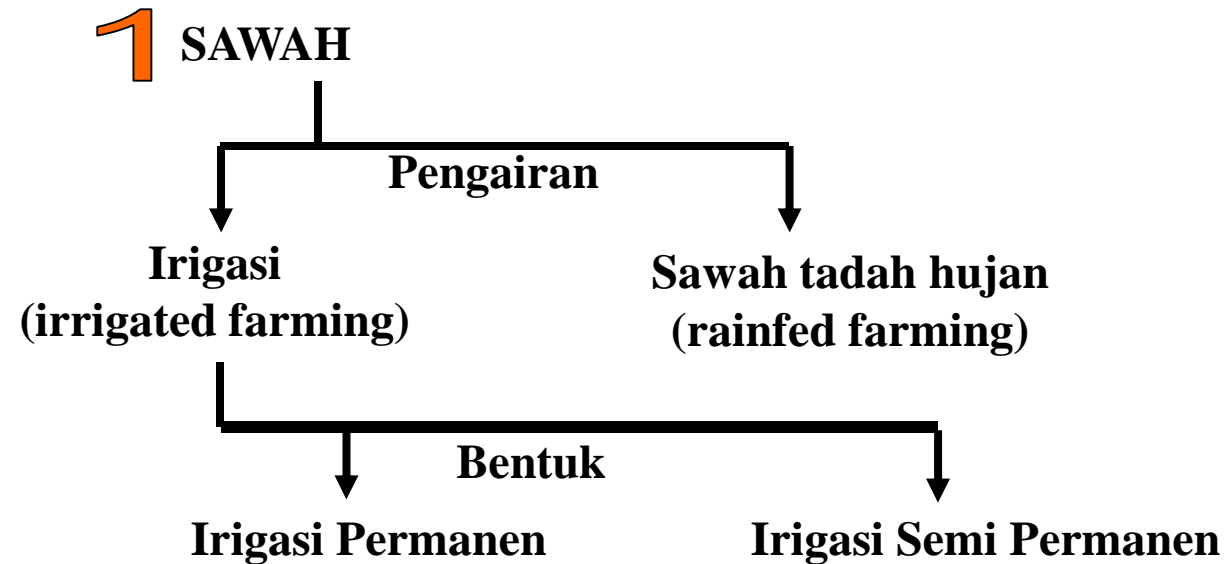 1 SAWAH
Pengairan
Irigasi
(irrigated farming)
Sawah tadah hujan
(rainfed farming)
Bentuk
Irigasi Permanen
Irigasi Semi Permanen